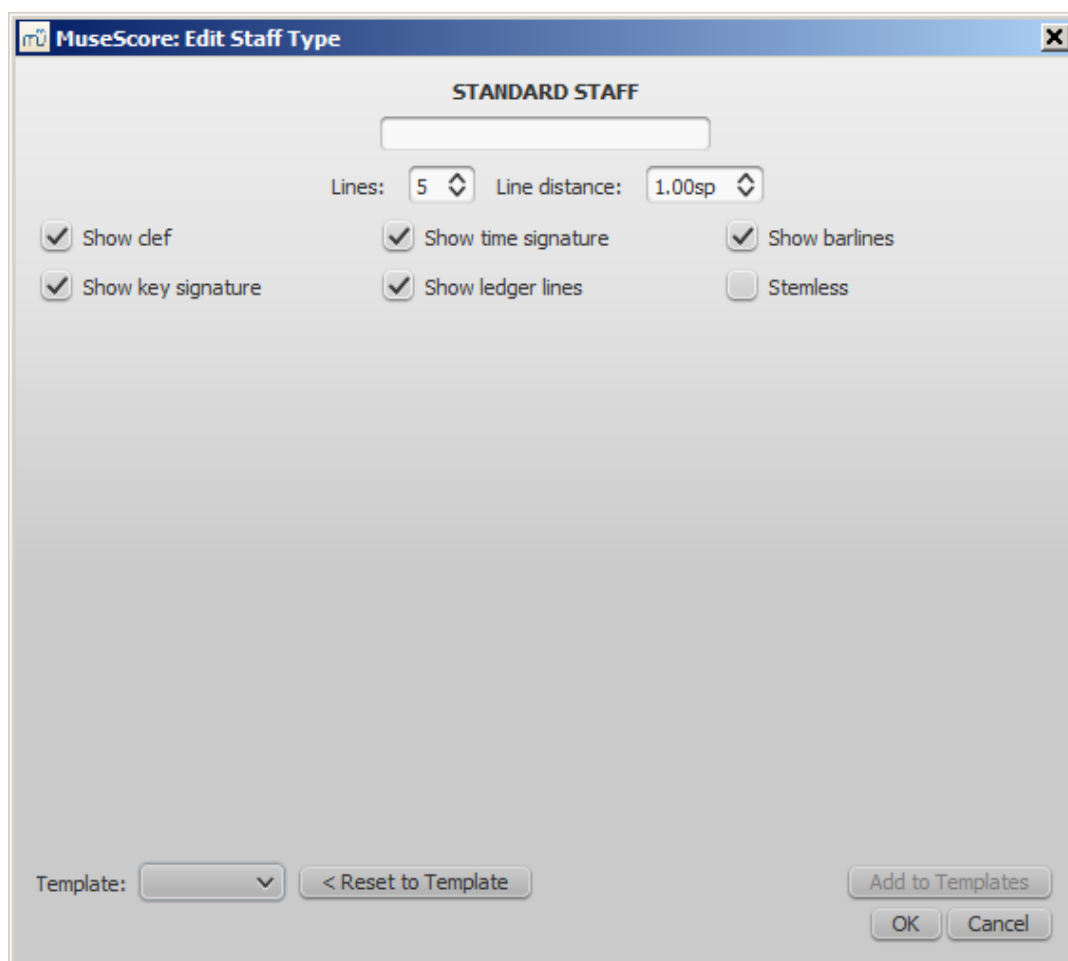 mü MuseScore: Edit Staff Type
STANDARD STAFF
Lines: 5 Line distance: 1.00sp
Show clef Show time signature Show barlines
Show key signature Show ledger lines Stemless
Template: < Reset to Template Add to Templates
OK Cancel